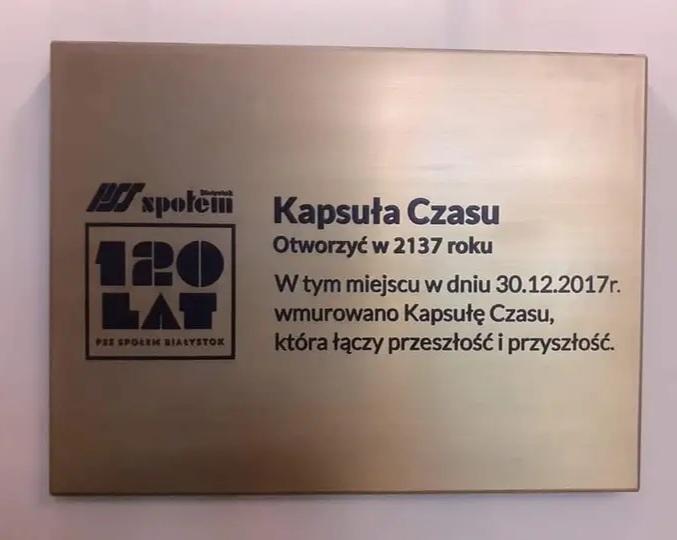 PSS Białystok
społem
120
LAT
PSS SPOŁEM BIAŁYSTOK
Kapsuła Czasu
Otworzyć w 2137 roku
W tym miejscu w dniu 30.12.2017r.
wmurowano Kapsułę Czasu,
która łączy przeszłość i przyszłość.